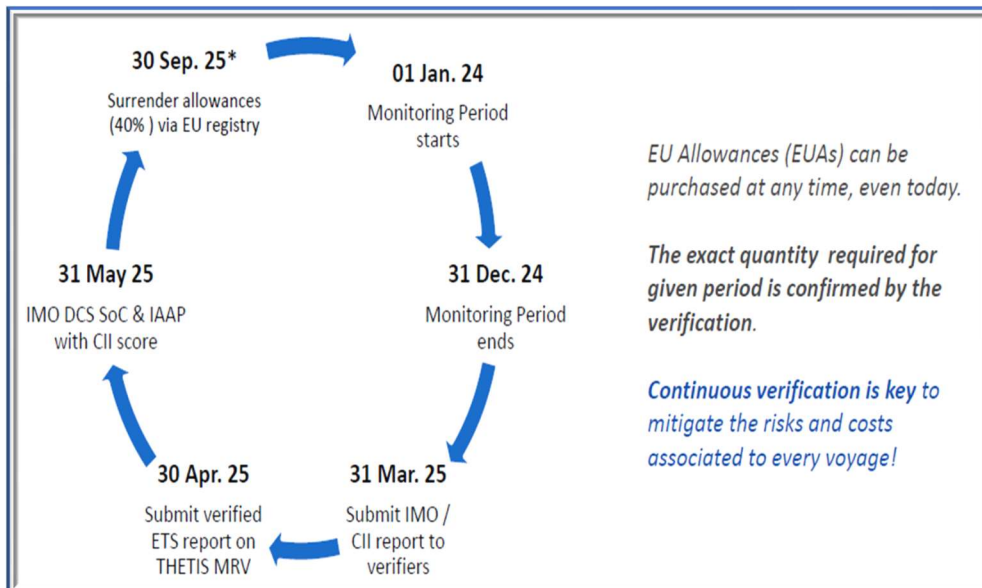 30 Sep. 25*
Surrender allowances
(40% ) via EU registry
01 Jan. 24
Monitoring Period
starts
31 Dec. 24
Monitoring Period
ends
31 Mar. 25
Submit IMO /
CII report to
verifiers
30 Apr. 25
Submit verified
ETS report on
THETIS MRV
31 May 25
IMO DCS SoC & IAAP
with CII score
EU Allowances (EUAs) can be
purchased at any time, even today.
The exact quantity required for
given period is confirmed by the
verification.
Continuous verification is key to
mitigate the risks and costs
associated to every voyage!